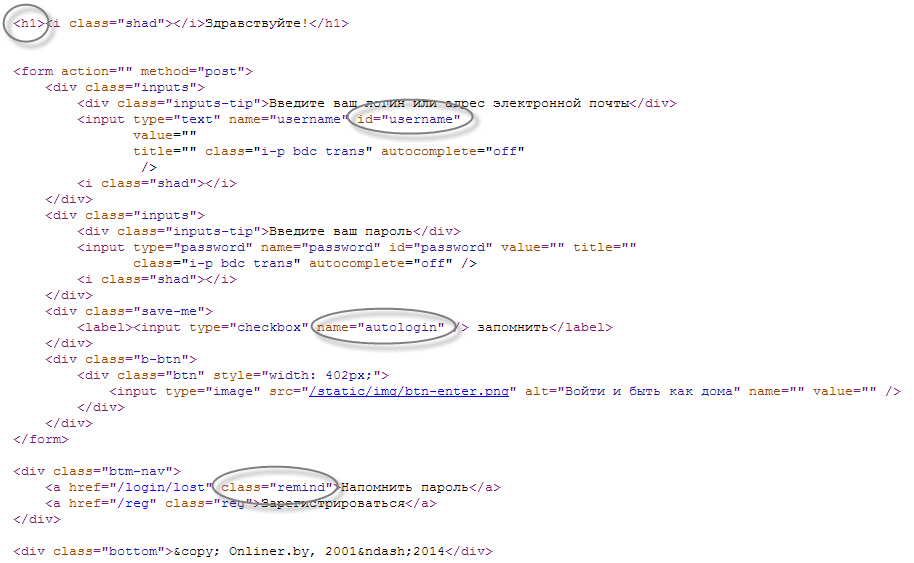 <h1><i class="shad"></i>Здравствуйте!</h1>
<form action="" method="post">
<div class="inputs">
<div class="inputs-tip">Введите ваш логин или адрес электронной почты</div>
<input type="text" name="username" id="username"
value=""
title="" class="i-p bdc trans" autocomplete="off"
/>
<i class="shad"></i>
</div>
<div class="inputs">
<div class="inputs-tip">Введите ваш пароль</div>
<input type="password" name="password" id="password" value="" title=""
class="i-p bdc trans" autocomplete="off" />
<i class="shad"></i>
</div>
<div class="save-me">
<label><input type="checkbox" name="autologin" /> запомнить</label>
</div>
<div class="b-btn">
<div class="btn" style="width: 402px;">
<input type="image" src="/static/img/btn-enter.png" alt="Войти и быть как дома" name="" value="" />
</div>
</div>
</form>
<div class="btm-nav">
<a href="/login/lost" class="remind">Напомнить пароль</a>
<a href="/reg" class="reg">Зарегистрироваться</a>
</div>
<div class="bottom">&copy; Onliner.by, 2001&ndash;2014</div>